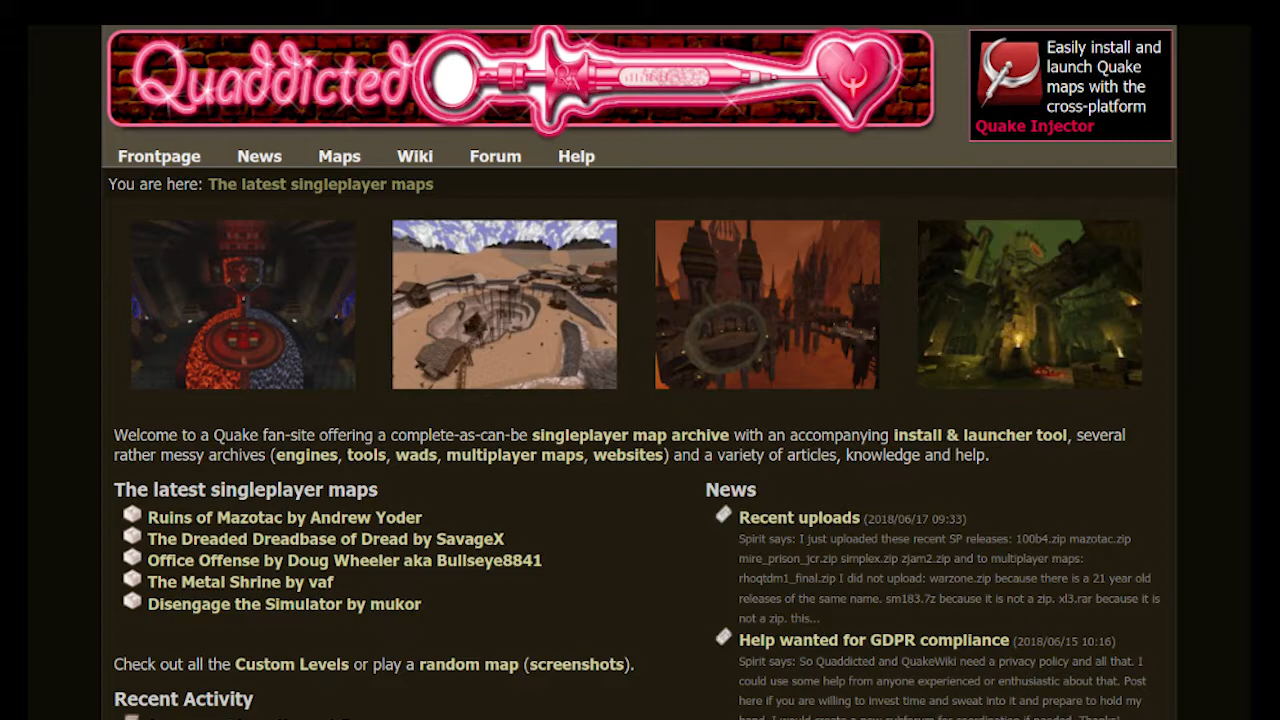 Quaddicted
Easily install and
launch Quake
maps with the
cross-platform
Quake Injector
Frontpage News Maps Wiki Forum Help
You are here: The latest singleplayer maps
Welcome to a Quake fan-site offering a complete-as-can-be singleplayer map archive with an accompanying install & launcher tool, several
rather messy archives (engines, tools, wads, multiplayer maps, websites) and a variety of articles, knowledge and help.
The latest singleplayer maps
Ruins of Mazotac by Andrew Yoder
The Dreaded Dreadbase of Dread by SavageX
Office Offense by Doug Wheeler aka Bullseye8841
The Metal Shrine by vaf
Disengage the Simulator by mukor
Check out all the Custom Levels or play a random map (screenshots).
Recent Activity
News
Recent uploads (2018/06/17 09:33)
Spirit says: I just uploaded these recent SP releases: 100b4.zip mazotac.zip
mire_prison_jcr.zip simplex.zip zjam2.zip and to multiplayer maps:
rhoqtdm1_final.zip I did not upload: warzone.zip because there is a 21 year old
releases of the same name. sm183.7z because it is not a zip. xl3.rar because it is
not a zip. this...
Help wanted for GDPR compliance (2018/06/15 10:16)
Spirit says: So Quaddicted and QuakeWiki need a privacy policy and all that. I
could use some help from anyone experienced or enthusiastic about that. Post
here if you are willing to invest time and sweat into it and prepare to hold my